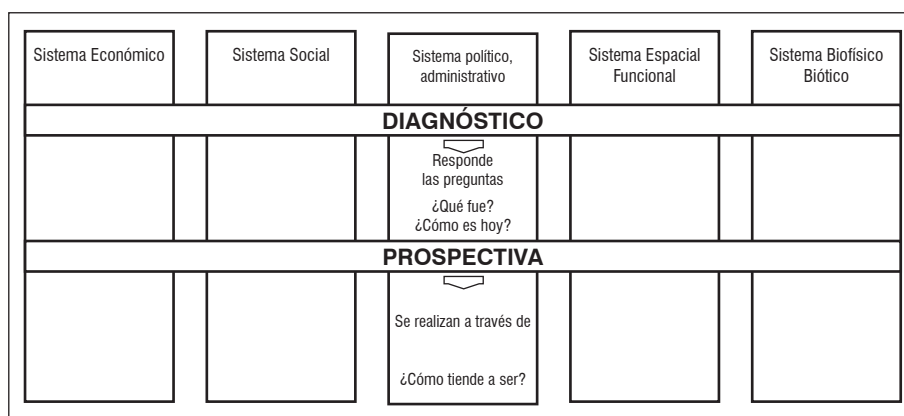 Sistema Económico
Sistema Social
Sistema político,
administrativo
Sistema Espacial
Funcional
Sistema Biofísico
Biótico
DIAGNÓSTICO
Responde
las preguntas
¿Qué fue?
¿Cómo es hoy?
PROSPECTIVA
Se realizan a través de
¿Cómo tiende a ser?